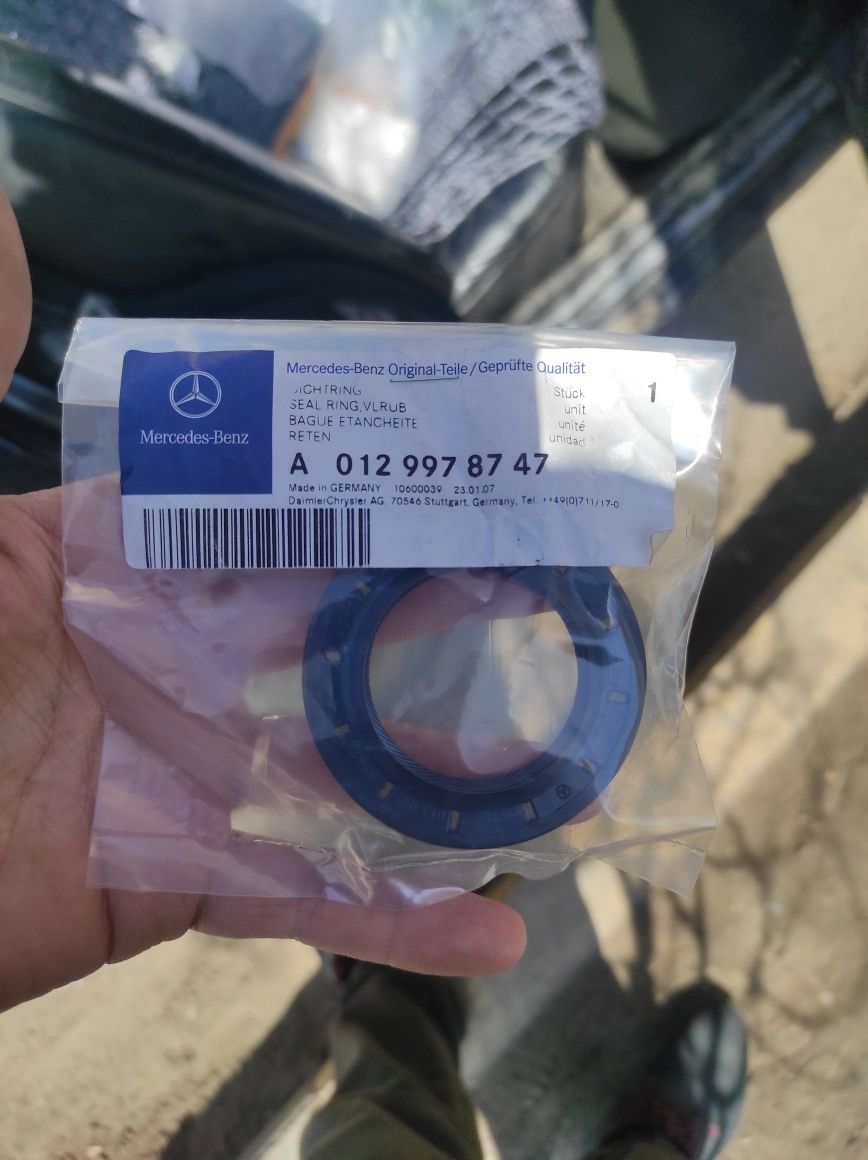 Mercedes-Benz
Mercedes-Benz Original-Teile/Geprüfte Qualität
SEAL RING,VLRUB
BAGUE ETANCHEITE
RETEN
Stück
unit
unité
unidad
1
A 012 997 87 47
Made in GERMANY 10600039 23.01.07
DaimlerChrysler AG. 70546 Stuttgart, Germany, Tel. ++49(0)711/17-0